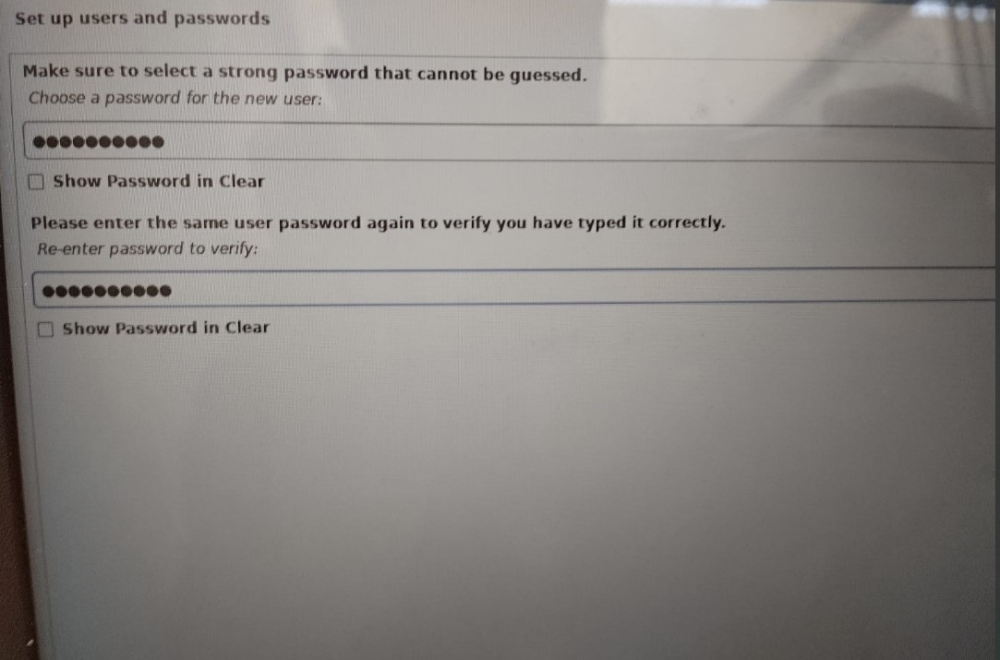 Set up users and passwords
Make sure to select a strong password that cannot be guessed.
Choose a password for the new user:
●●●●●●●●●●
Show Password in Clear
Please enter the same user password again to verify you have typed it correctly.
Re-enter password to verify:
●●●●●●●●●●
Show Password in Clear